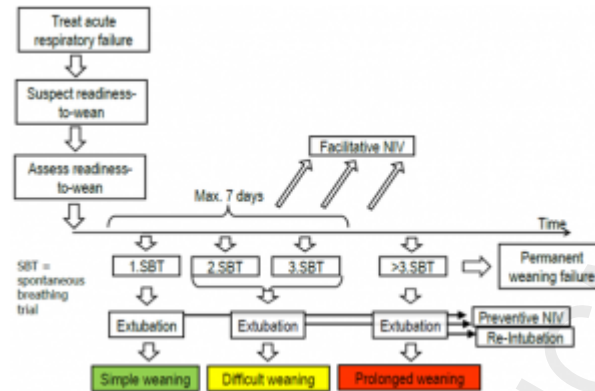 Treat acute
respiratory failure
Suspect readiness-
to-wean
Assess readiness-
to-wean
Facilitative NIV
Max. 7 days
Time
SBT =
spontaneous
breathing
trial
1.SBT
2.SBT
3.SBT
>3.SBT
Permanent
weaning failure
Extubation
Extubation
Extubation
Preventive NIV
Re-Intubation
Simple weaning
Difficult weaning
Prolonged weaning